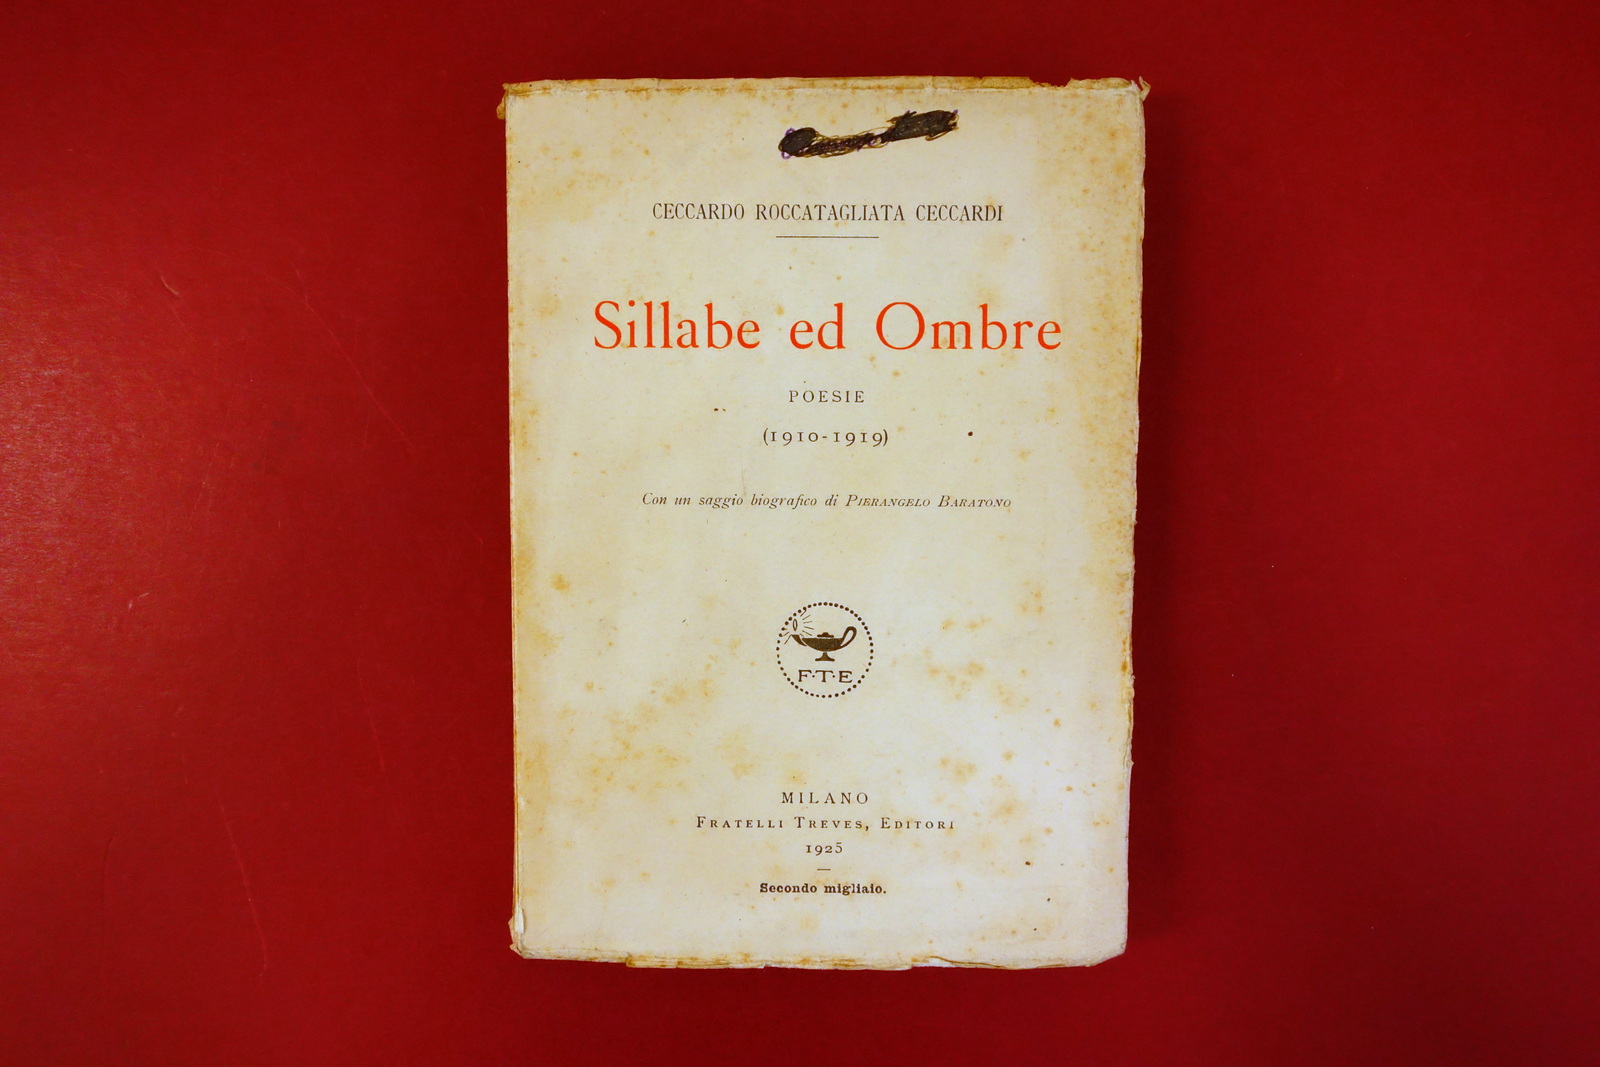 CECCARDO ROCCATAGLIATA CECCARDI
Sillabe ed Ombre
POESIE
(1910-1919)
Con un saggio biografico di PIERANGELO BARATONO
F·T·E
MILANO
FRATELLI TREVES, EDITORI
1925
Secondo migliaio.